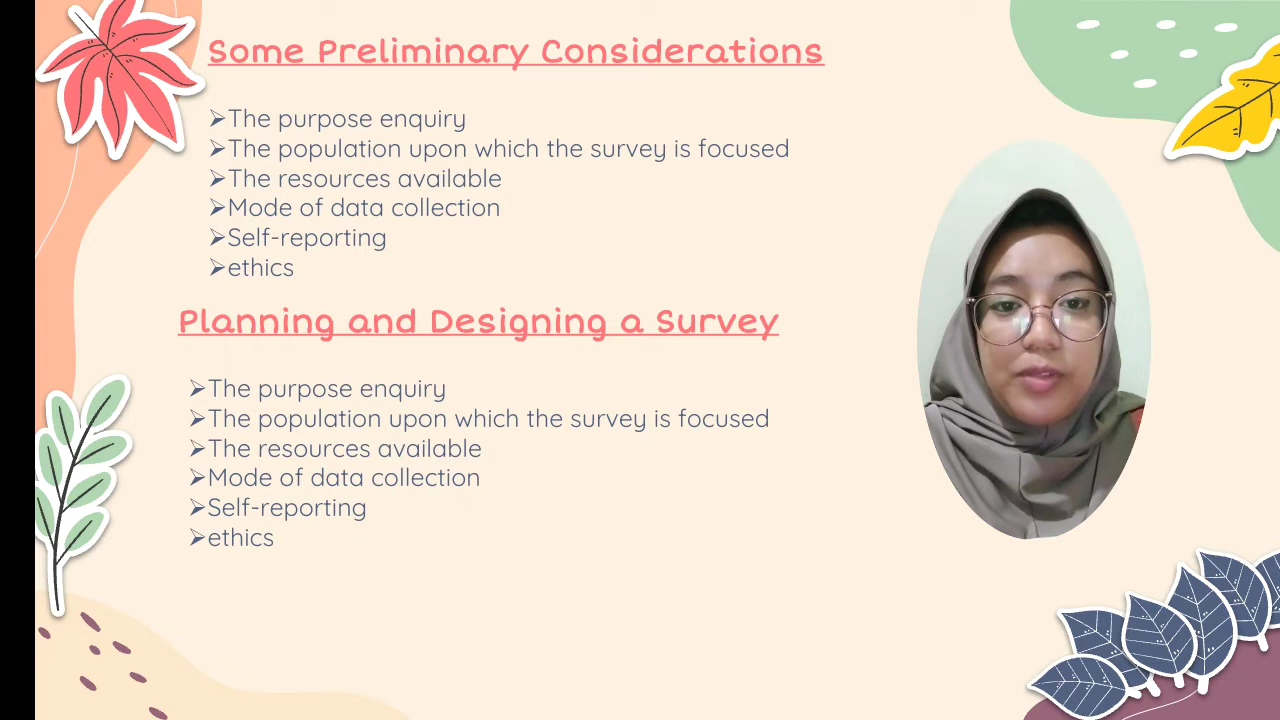 Some Preliminary Considerations
➢The purpose enquiry
➢The population upon which the survey is focused
➢The resources available
➢Mode of data collection
➢Self-reporting
➢ethics
Planning and Designing a Survey
➢The purpose enquiry
➢The population upon which the survey is focused
➢The resources available
➢Mode of data collection
➢Self-reporting
➢ethics